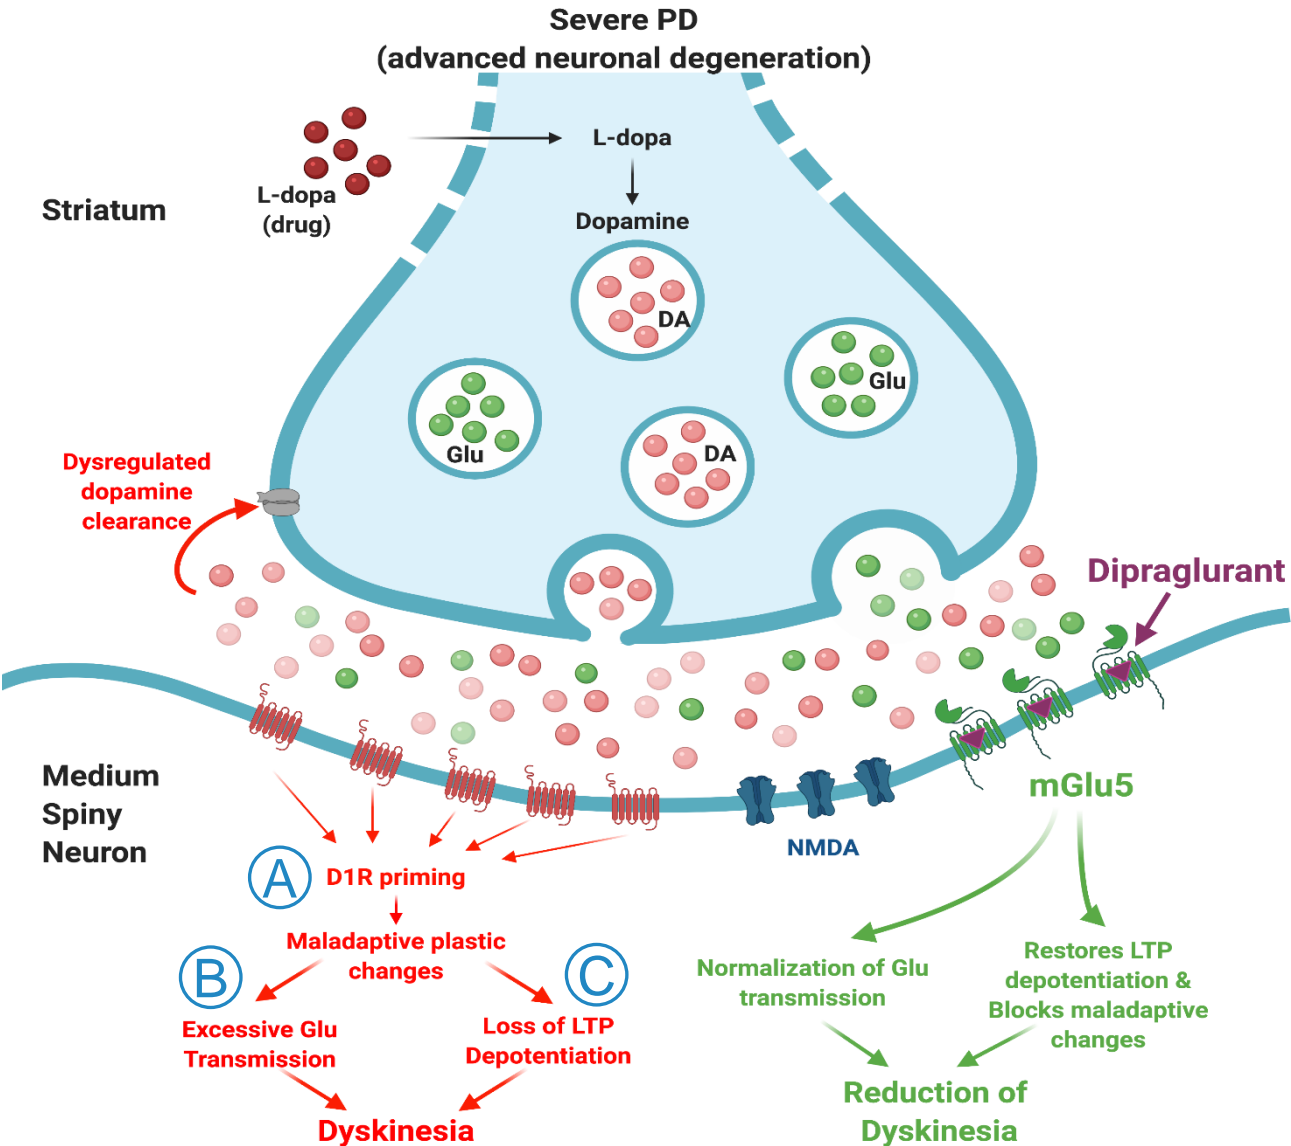 Severe PD
(advanced neuronal degeneration)
L-dopa
L-dopa
(drug)
Striatum
Dopamine
DA
Glu
Glu
DA
Dysregulated
dopamine
clearance
Dipraglurant
Medium
Spiny
Neuron
mGlu5
NMDA
A
D1R priming
Maladaptive plastic
changes
B
C
Excessive Glu
Transmission
Loss of LTP
Depotentiation
Dyskinesia
Normalization of Glu
transmission
Restores LTP
depotentiation &
Blocks maladaptive
changes
Reduction of
Dyskinesia